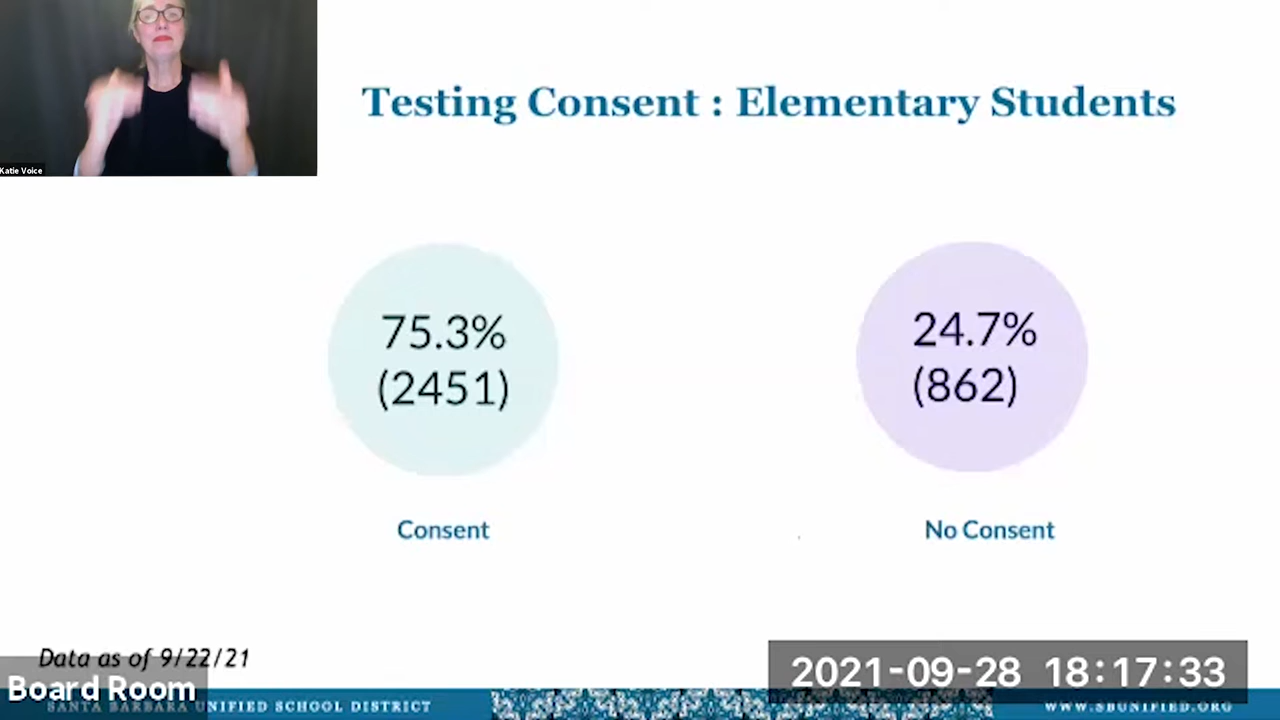 Katie Voice
Testing Consent : Elementary Students
75.3%
(2451)
24.7%
(862)
Consent
No Consent
Data as of 9/22/21
Board Room
2021-09-28 18:17:33
SANTA BARBARA UNIFIED SCHOOL DISTRICT
WWW.SBUNIFIED.ORG